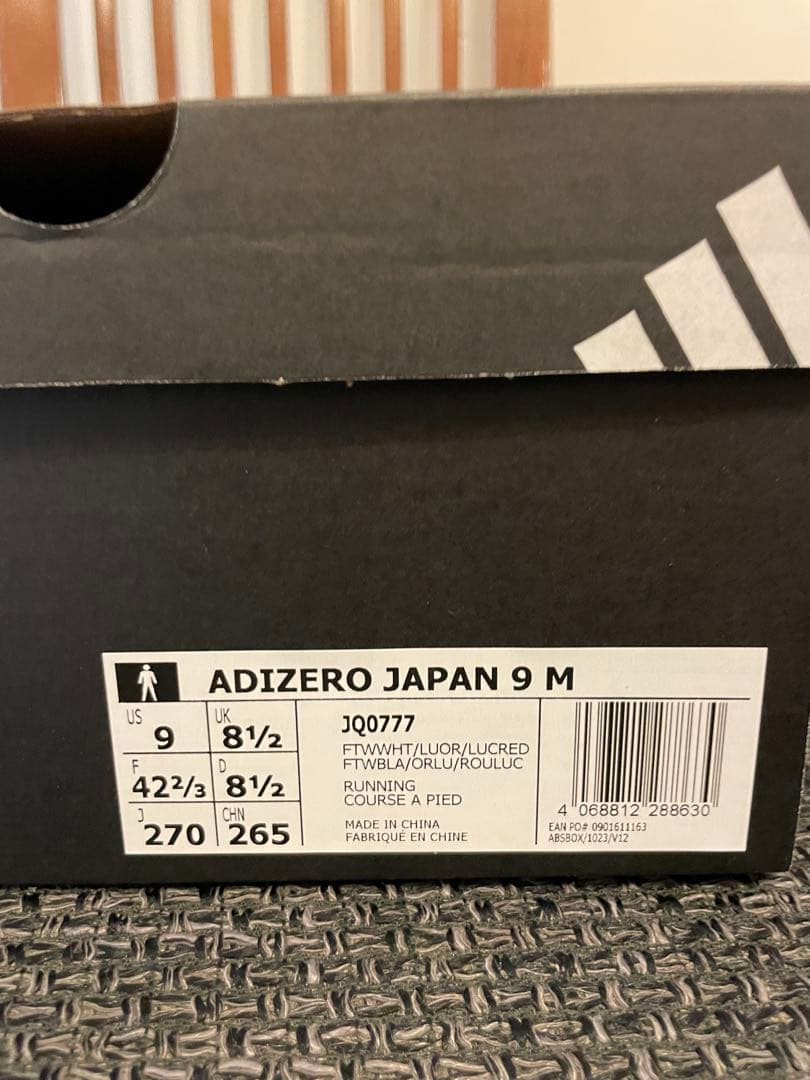 ADIZERO JAPAN 9 M
US 9 UK 8½
F 42⅔ D 8½
J 270 CHN 265
JQ0777
FTWWHT/LUOR/LUCRED
FTWBLA/ORLU/ROULUC
RUNNING
COURSE A PIED
MADE IN CHINA
FABRIQUÉ EN CHINE
4 068812 288630
EAN PO# 0901611163
ABSBOX/1023/V12